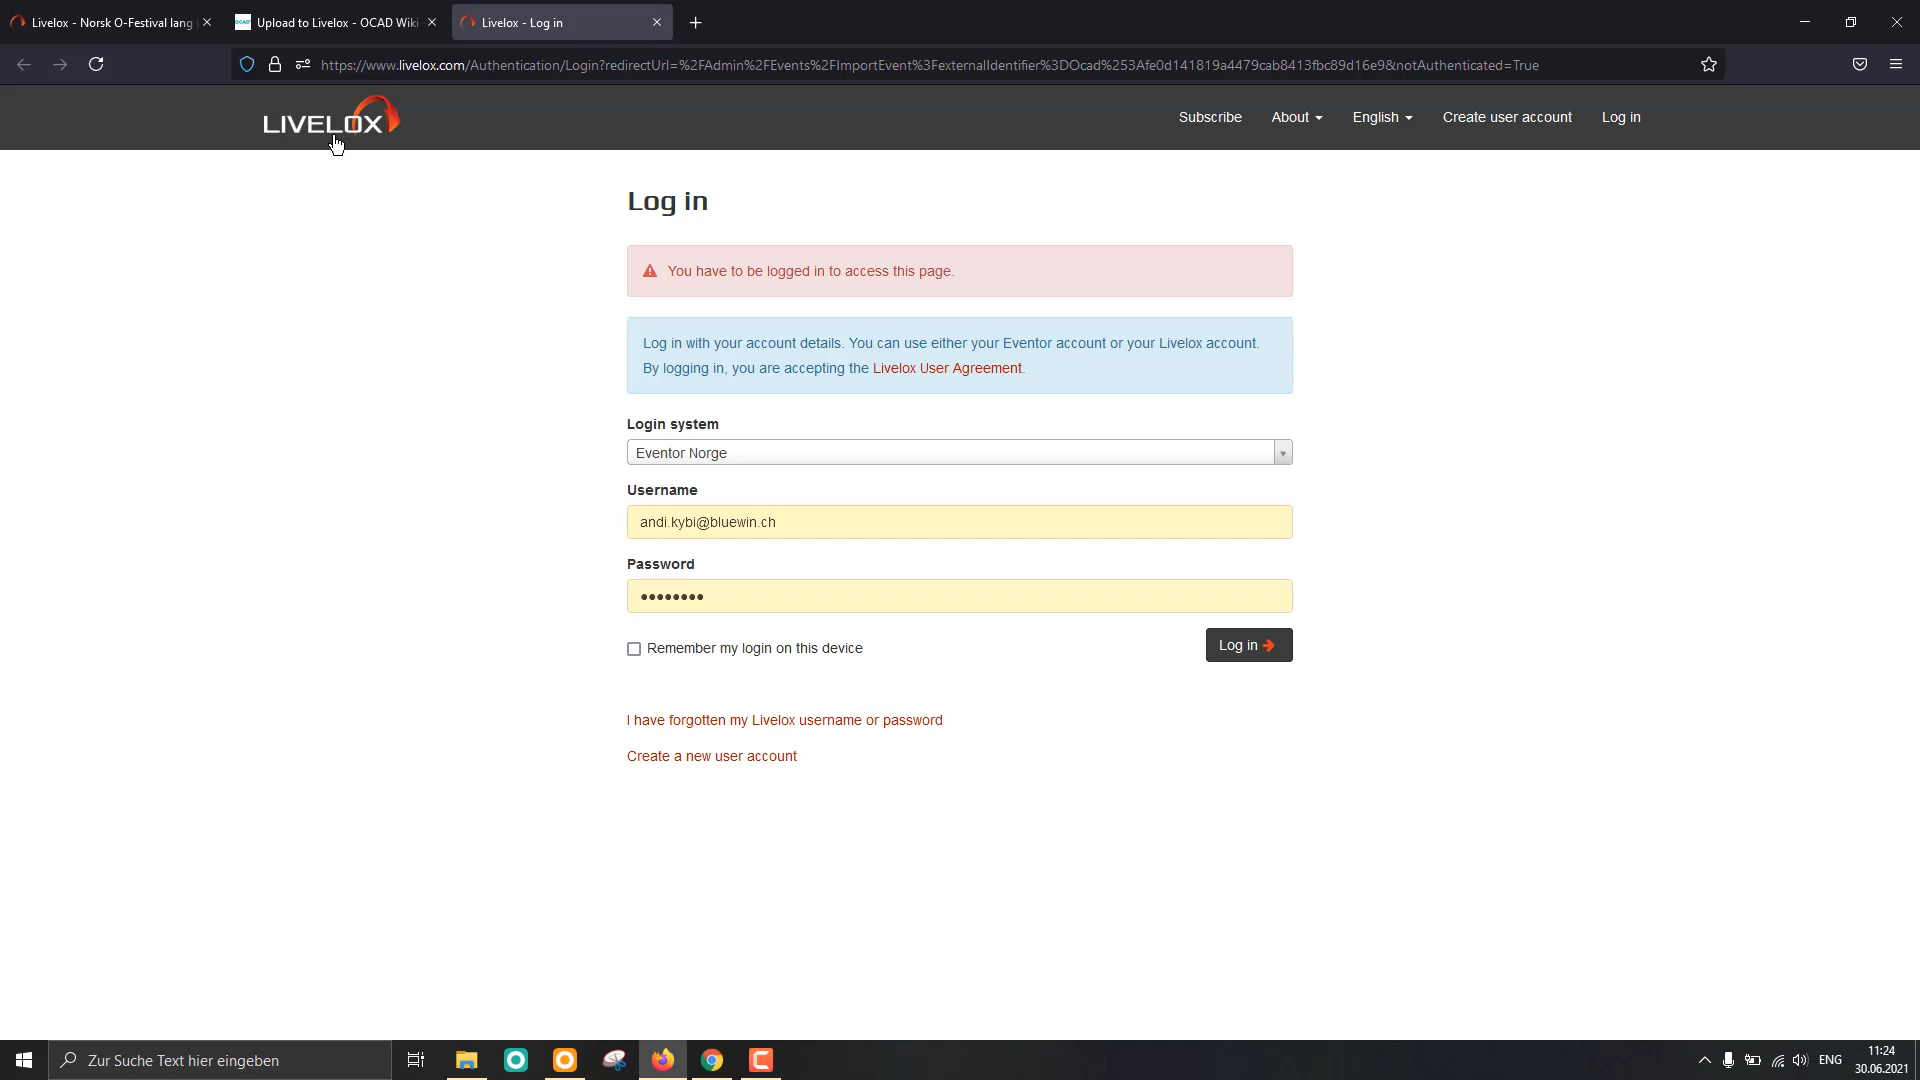 Livelox - Norsk O-Festival lang
Upload to Livelox - OCAD Wiki
Livelox - Log in
https://www.livelox.com/Authentication/Login?redirectUrl=%2FAdmin%2FEvents%2FImportEvent%3FexternalIdentifier%3DOcad%253Afe0d141819a4479cab8413fbc89d16e9&notAuthenticated=True
LIVELOX
Subscribe
About
English
Create user account
Log in
Log in
You have to be logged in to access this page.
Log in with your account details. You can use either your Eventor account or your Livelox account.
By logging in, you are accepting the Livelox User Agreement.
Login system
Eventor Norge
Username
andi.kybi@bluewin.ch
Password
••••••••
Remember my login on this device
Log in
I have forgotten my Livelox username or password
Create a new user account
Zur Suche Text hier eingeben
ENG
11:24
30.06.2021